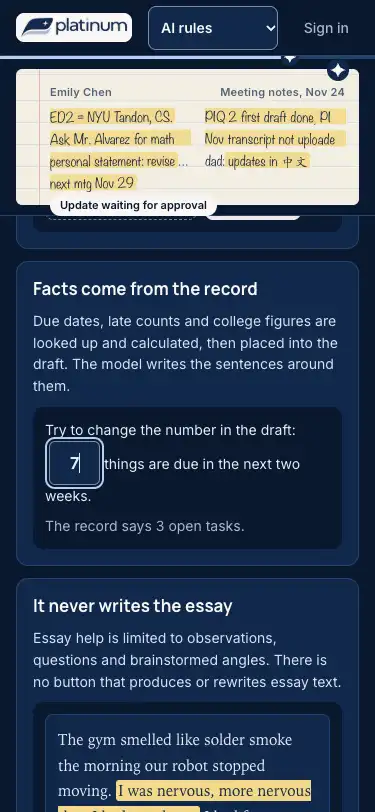 platinum
AI rules
Sign in
Emily Chen
Meeting notes, Nov 24
ED2 = NYU Tandon, CS.
Ask Mr. Alvarez for math
personal statement: revise ...
next mtg Nov 29
PIQ 2 first draft done, PI
Nov transcript not uploade
dad: updates in 中文
Update waiting for approval
Facts come from the record
Due dates, late counts and college figures are
looked up and calculated, then placed into the
draft. The model writes the sentences around
them.
Try to change the number in the draft:
7 things are due in the next two
weeks.
The record says 3 open tasks.
It never writes the essay
Essay help is limited to observations,
questions and brainstormed angles. There is
no button that produces or rewrites essay text.
The gym smelled like solder smoke
the morning our robot stopped
moving. I was nervous, more nervous